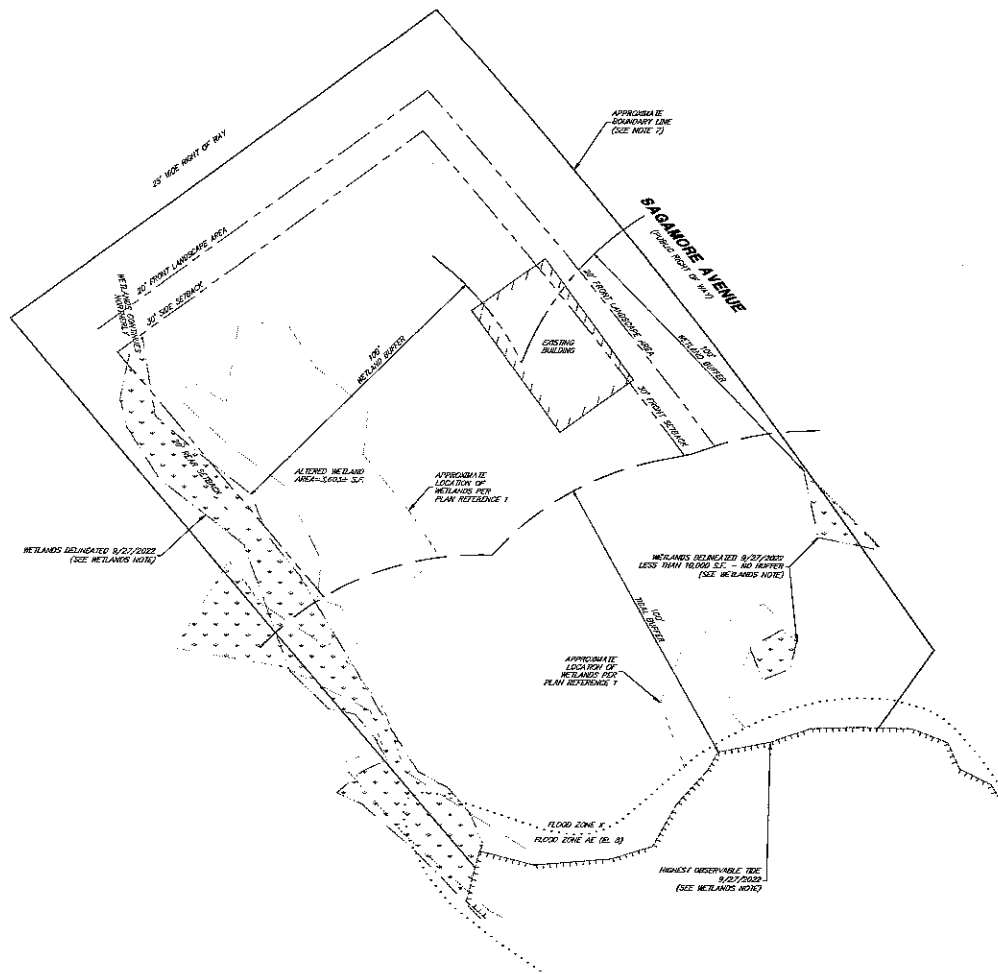 APPROXIMATE
BOUNDARY LINE
(SEE NOTE 7)
25' WIDE RIGHT OF WAY
SAGAMORE AVENUE
(PUBLIC RIGHT OF WAY)
20' FRONT LANDSCAPE AREA
30' SIDE SETBACK
WETLANDS CONTINUES
NORTHERLY
100'
WETLAND BUFFER
EXISTING
BUILDING
20' FRONT LANDSCAPE AREA
100'
WETLAND BUFFER
30' FRONT SETBACK
20' REAR SETBACK
ALTERED WETLAND
AREA=3,603± S.F.
APPROXIMATE
LOCATION OF
WETLANDS PER
PLAN REFERENCE 1
WETLANDS DELINEATED 9/27/2022
(SEE WETLANDS NOTE)
WETLANDS DELINEATED 9/27/2022
LESS THAN 10,000 S.F. - NO BUFFER
(SEE WETLANDS NOTE)
100'
TIDAL BUFFER
APPROXIMATE
LOCATION OF
WETLANDS PER
PLAN REFERENCE 1
FLOOD ZONE X
FLOOD ZONE AE (EL 8)
HIGHEST OBSERVABLE TIDE
9/27/2022
(SEE WETLANDS NOTE)